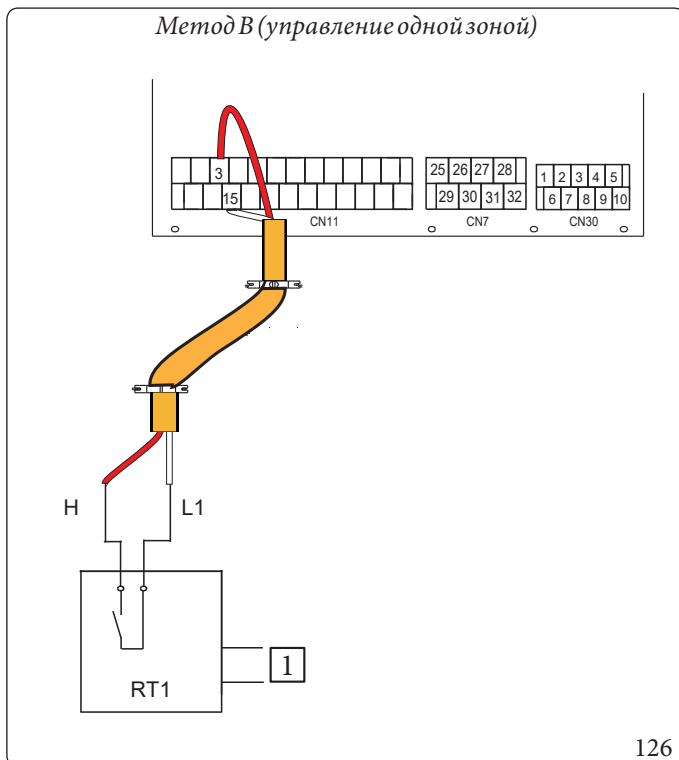 Метод B (управление одной зоной)
3
25 26 27 28
1 2 3 4 5
15
29 30 31 32
6 7 8 9 10
CN11
CN7
CN30
H
L1
1
RT1
126